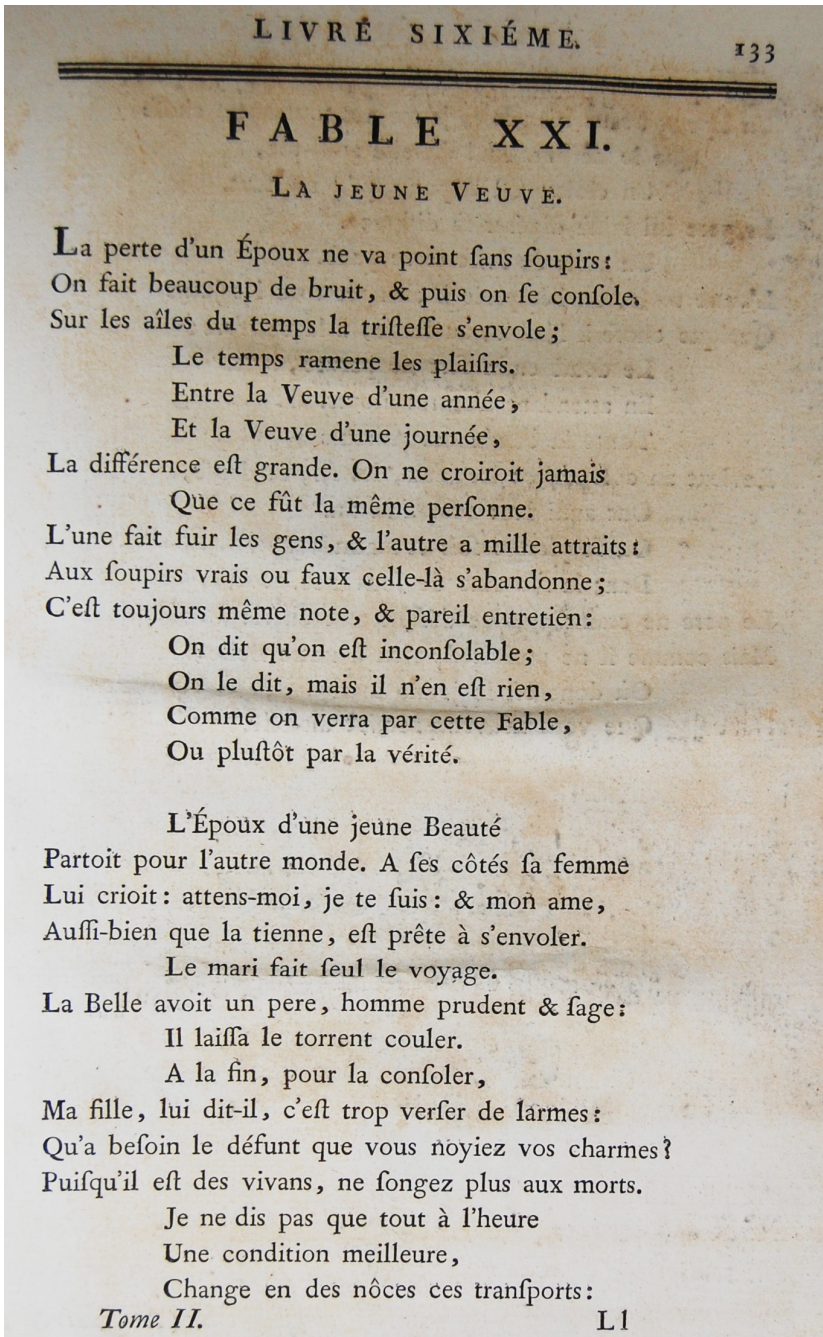 LIVRE SIXIÉME.
133
FABLE XXI.
LA JEUNE VEUVE.
La perte d'un Époux ne va point ſans ſoupirs:
On fait beaucoup de bruit, & puis on ſe conſole.
Sur les aîles du temps la triſteſſe s'envole;
Le temps ramene les plaiſirs.
Entre la Veuve d'une année,
Et la Veuve d'une journée,
La différence eſt grande. On ne croiroit jamais
Que ce fût la même perſonne.
L'une fait fuir les gens, & l'autre a mille attraits:
Aux ſoupirs vrais ou faux celle-là s'abandonne;
C'eſt toujours même note, & pareil entretien:
On dit qu'on eſt inconſolable;
On le dit, mais il n'en eſt rien,
Comme on verra par cette Fable,
Ou pluſtôt par la vérité.
L'Époux d'une jeune Beauté
Partoit pour l'autre monde. A ſes côtés ſa femme
Lui crioit: attens-moi, je te ſuis: & mon ame,
Auſſi-bien que la tienne, eſt prête à s'envoler.
Le mari fait ſeul le voyage.
La Belle avoit un pere, homme prudent & ſage:
Il laiſſa le torrent couler.
A la fin, pour la conſoler,
Ma fille, lui dit-il, c'eſt trop verſer de larmes:
Qu'a beſoin le défunt que vous noyiez vos charmes?
Puiſqu'il eſt des vivans, ne ſongez plus aux morts.
Je ne dis pas que tout à l'heure
Une condition meilleure,
Change en des nôces ces tranſports:
Tome II. Ll